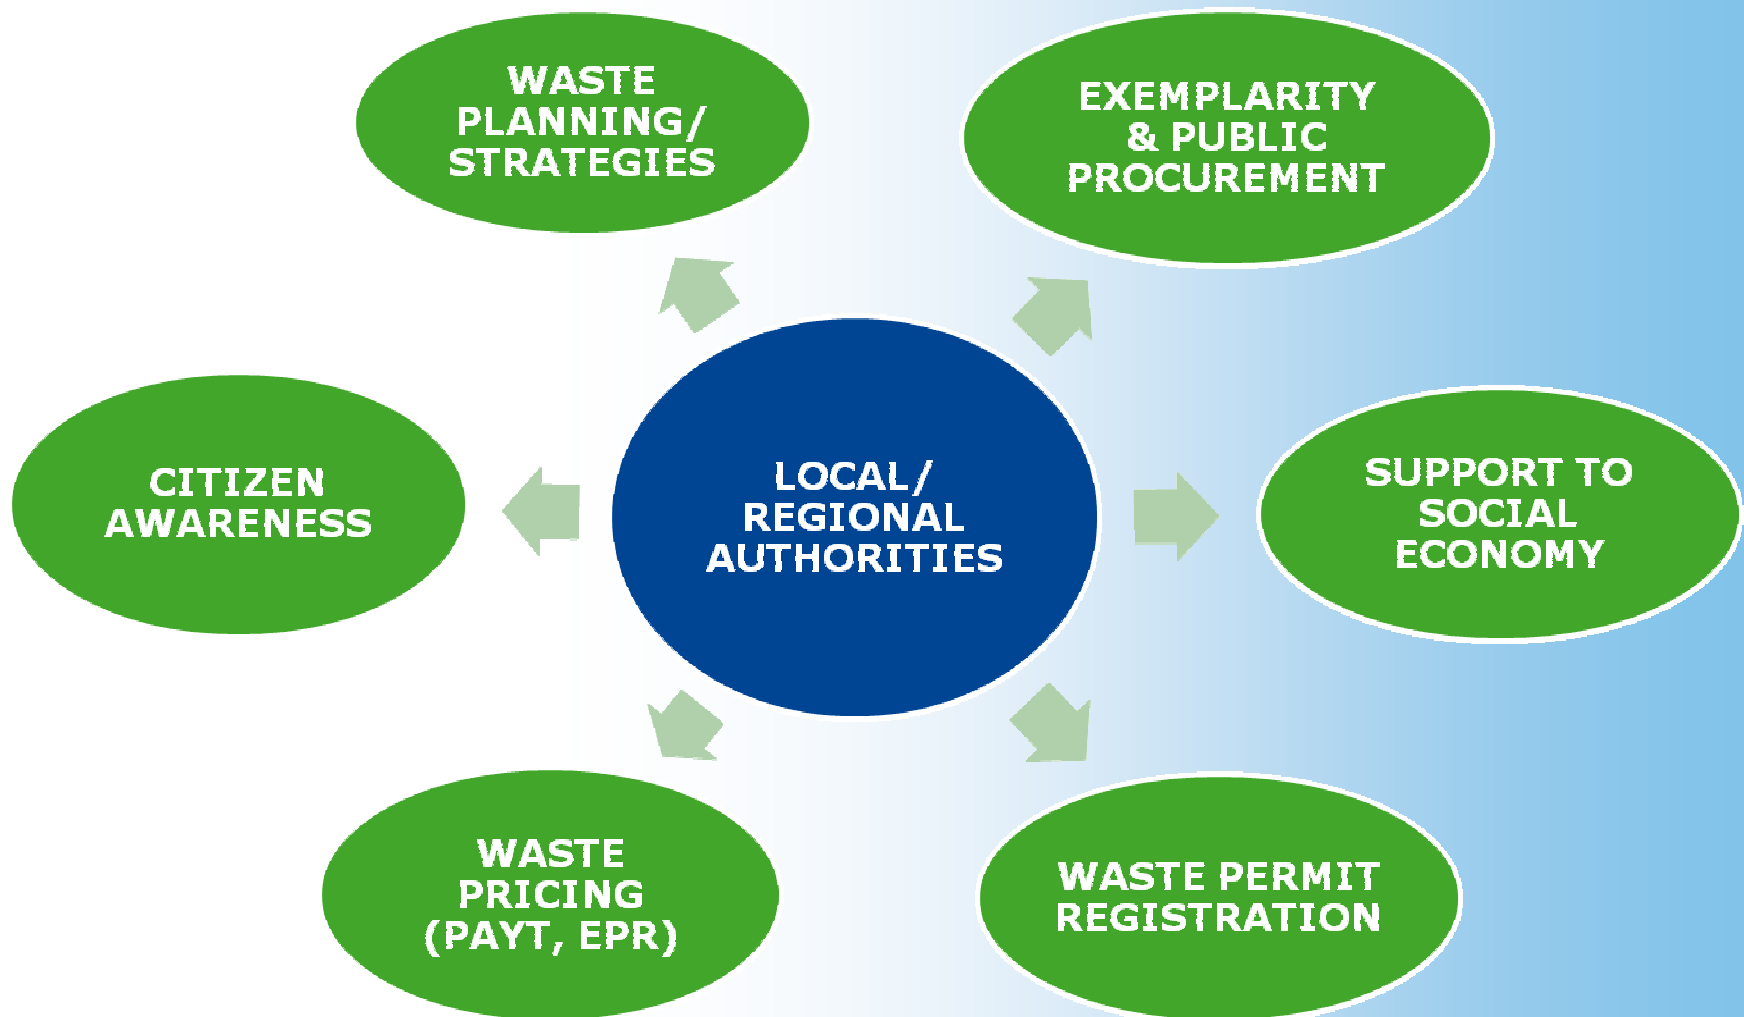 WASTE
PLANNING/
STRATEGIES
EXEMPLARITY
& PUBLIC
PROCUREMENT
CITIZEN
AWARENESS
LOCAL/
REGIONAL
AUTHORITIES
SUPPORT TO
SOCIAL
ECONOMY
WASTE
PRICING
(PAYT, EPR)
WASTE PERMIT
REGISTRATION